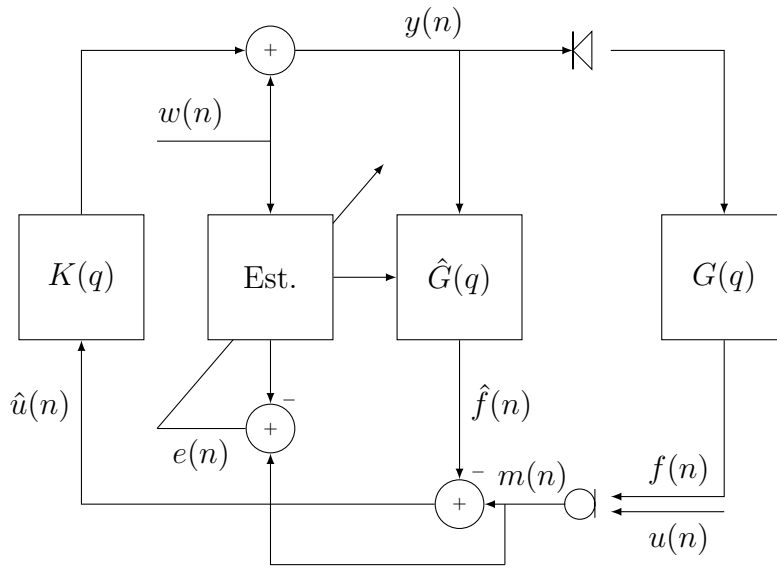 y(n)
+
w(n)
K(q)
Est.
Ĝ(q)
G(q)
û(n)
−
f̂(n)
+
e(n)
−
m(n)
f(n)
+
u(n)